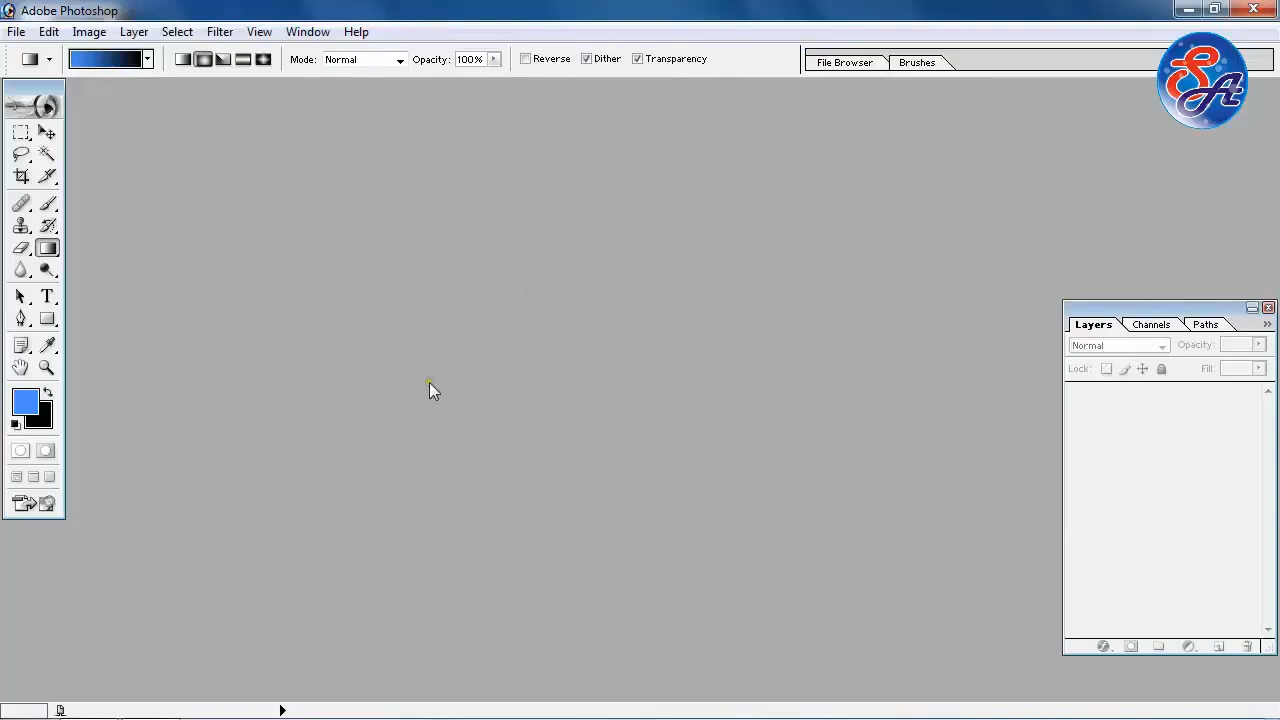 Adobe Photoshop
File Edit Image Layer Select Filter View Window Help
Mode: Normal Opacity: 100% Reverse Dither Transparency
File Browser Brushes
SA
T
Layers Channels Paths
Normal Opacity:
Lock: Fill: